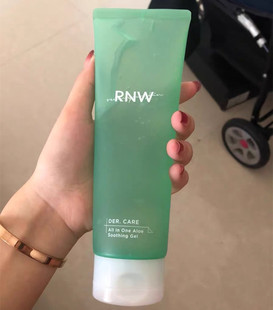 RNW
DER. CARE
All In One Aloe
Soothing Gel